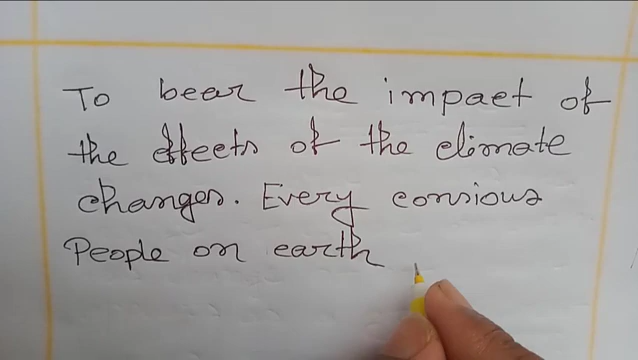 To bear the impact of
the effects of the climate
changes. Every consious
People on earth